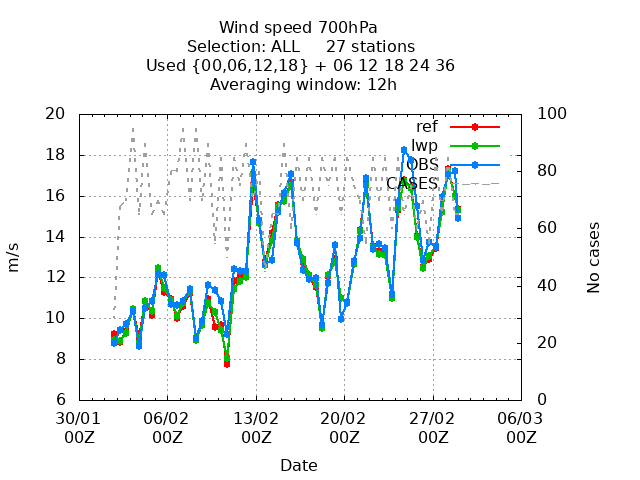 Wind speed 700hPa
Selection: ALL     27 stations
Used {00,06,12,18} + 06 12 18 24 36
Averaging window: 12h
20 100
ref
18
lwp
OBS
80
CASES
16
14
60
m/s
No cases
12
40
10
20
8
6 0
30/01 06/02 13/02 20/02 27/02 06/03
00Z 00Z 00Z 00Z 00Z 00Z
Date